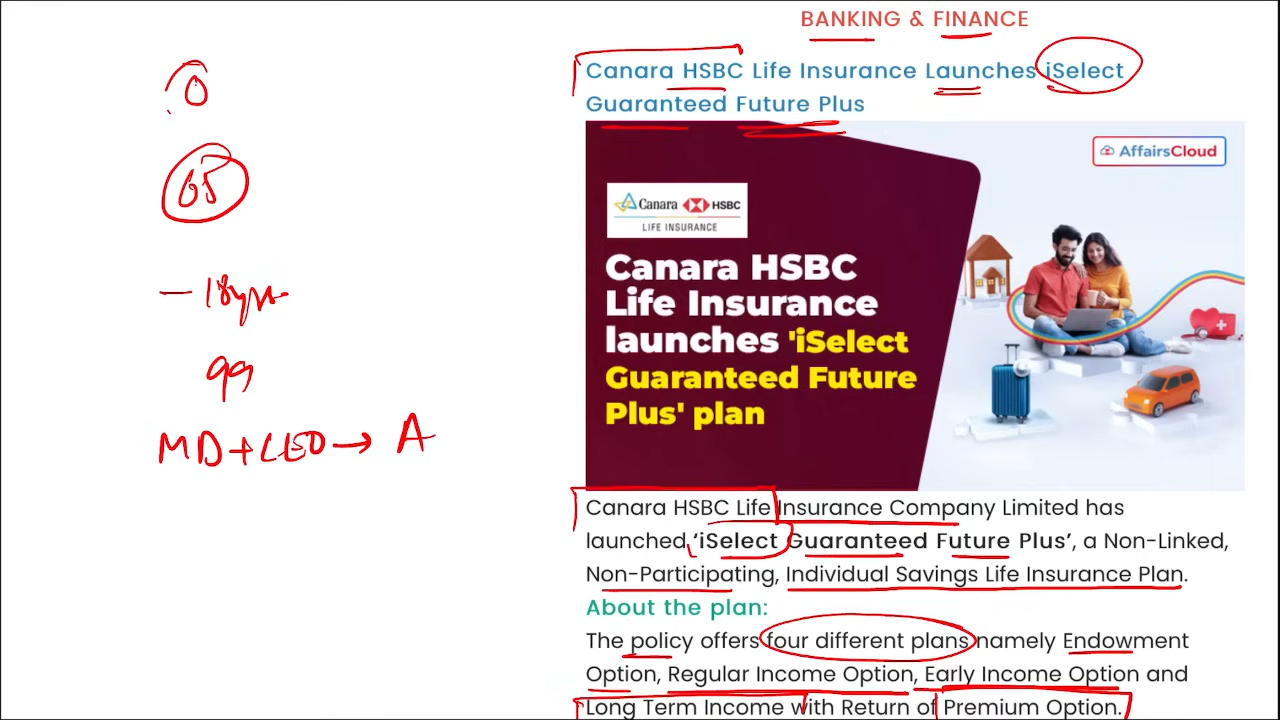 BANKING & FINANCE
Canara HSBC Life Insurance Launches iSelect
Guaranteed Future Plus
AffairsCloud
Canara HSBC
LIFE INSURANCE
Canara HSBC
Life Insurance
launches 'iSelect
Guaranteed Future
Plus' plan
Canara HSBC Life Insurance Company Limited has
launched ‘iSelect Guaranteed Future Plus’, a Non-Linked,
Non-Participating, Individual Savings Life Insurance Plan.
About the plan:
The policy offers four different plans namely Endowment
Option, Regular Income Option, Early Income Option and
Long Term Income with Return of Premium Option.
0
65
- 18yrs
99
MD+CEO → A